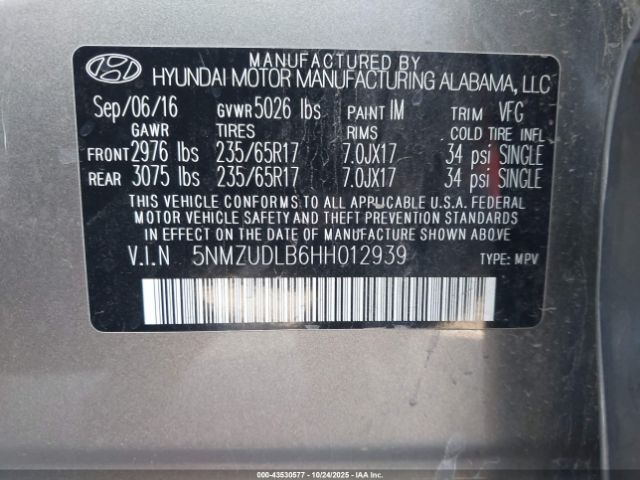 MANUFACTURED BY
HYUNDAI MOTOR MANUFACTURING ALABAMA, LLC
Sep/06/16 GVWR 5026 lbs PAINT IM TRIM VFG
GAWR TIRES RIMS COLD TIRE INFL
FRONT 2976 lbs 235/65R17 7.0JX17 34 psi SINGLE
REAR 3075 lbs 235/65R17 7.0JX17 34 psi SINGLE
THIS VEHICLE CONFORMS TO ALL APPLICABLE U.S.A. FEDERAL
MOTOR VEHICLE SAFETY AND THEFT PREVENTION STANDARDS
IN EFFECT ON THE DATE OF MANUFACTURE SHOWN ABOVE.
V.I.N 5NMZUDLB6HH012939 TYPE: MPV
000-43530577 - 10/24/2025 - COPYRIGHT IAA, LLC